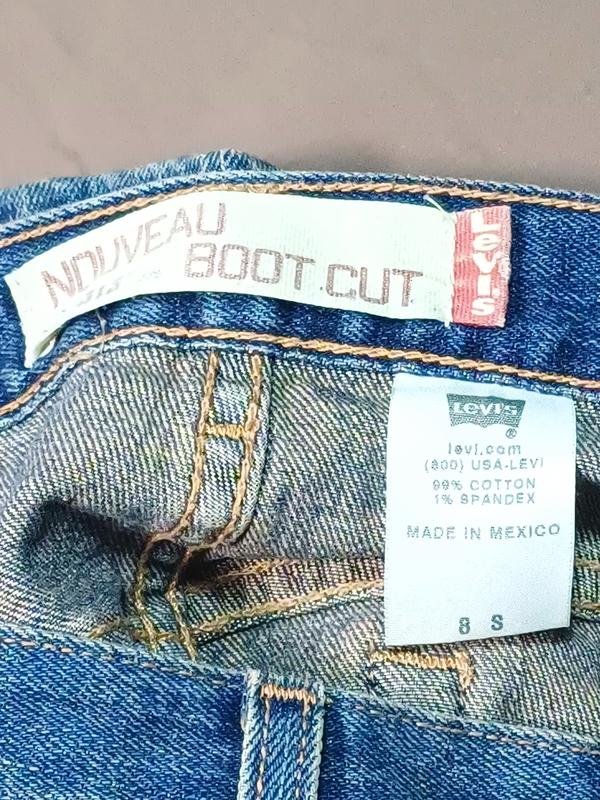 NOUVEAU
BOOT CUT
Levi's
Levi's
®
levi.com
(800) USA-LEVI
99% COTTON
1% SPANDEX
MADE IN MEXICO
8 S